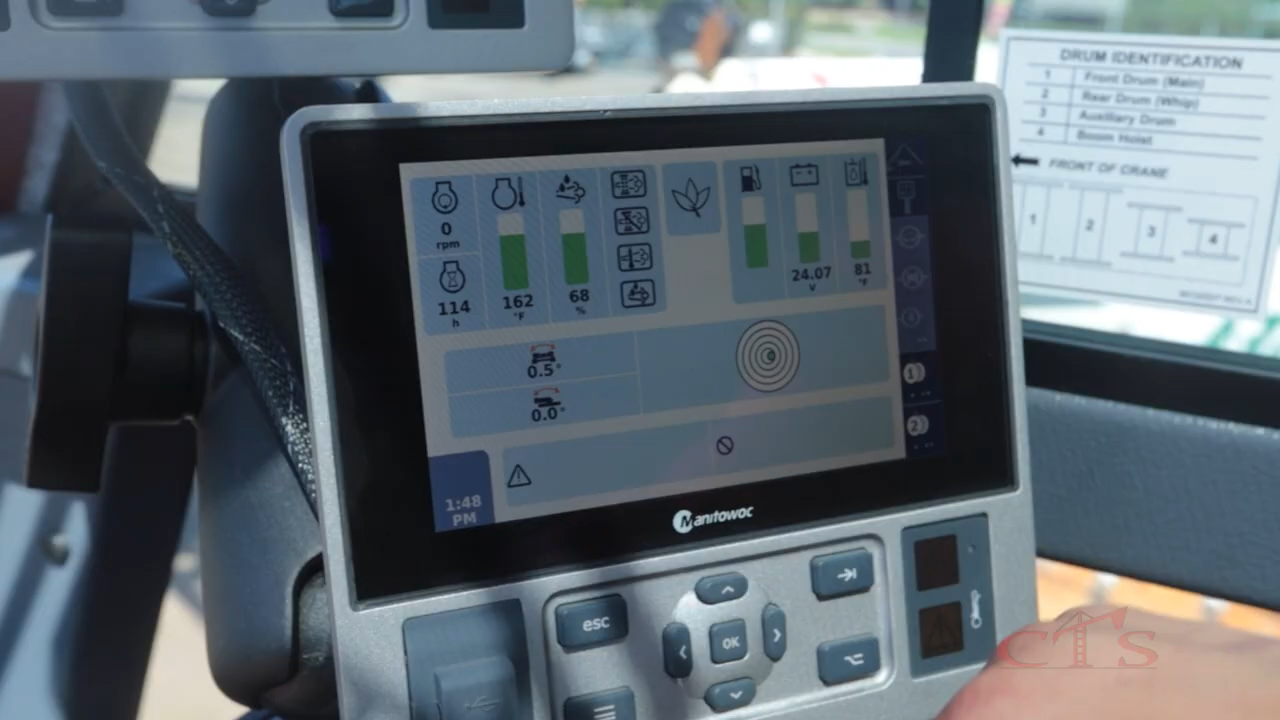 DRUM IDENTIFICATION
1 Front Drum (Main)
2 Rear Drum (Whip)
3 Auxiliary Drum
4 Boom Hoist
FRONT OF CRANE
1 2 3 4
0
rpm
114
h
162
°F
68
%
24.07
V
81
°F
0.5°
0.0°
1
2
1:48
PM
Manitowoc
esc
OK
CTS